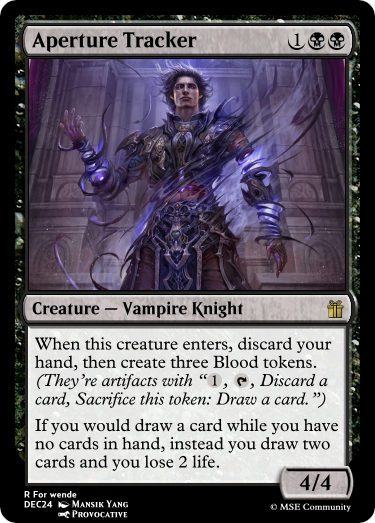 Aperture Tracker 1
Creature — Vampire Knight
When this creature enters, discard
your hand, then create three Blood tokens.
(They're artifacts with “1, , Discard a
card, Sacrifice this token: Draw a card.”)
If you would draw a card while you have
no cards in hand, instead you draw two
cards and you lose 2 life.
4/4
R For wende
DEC24 Mansik Yang
Provocative
© MSE Community